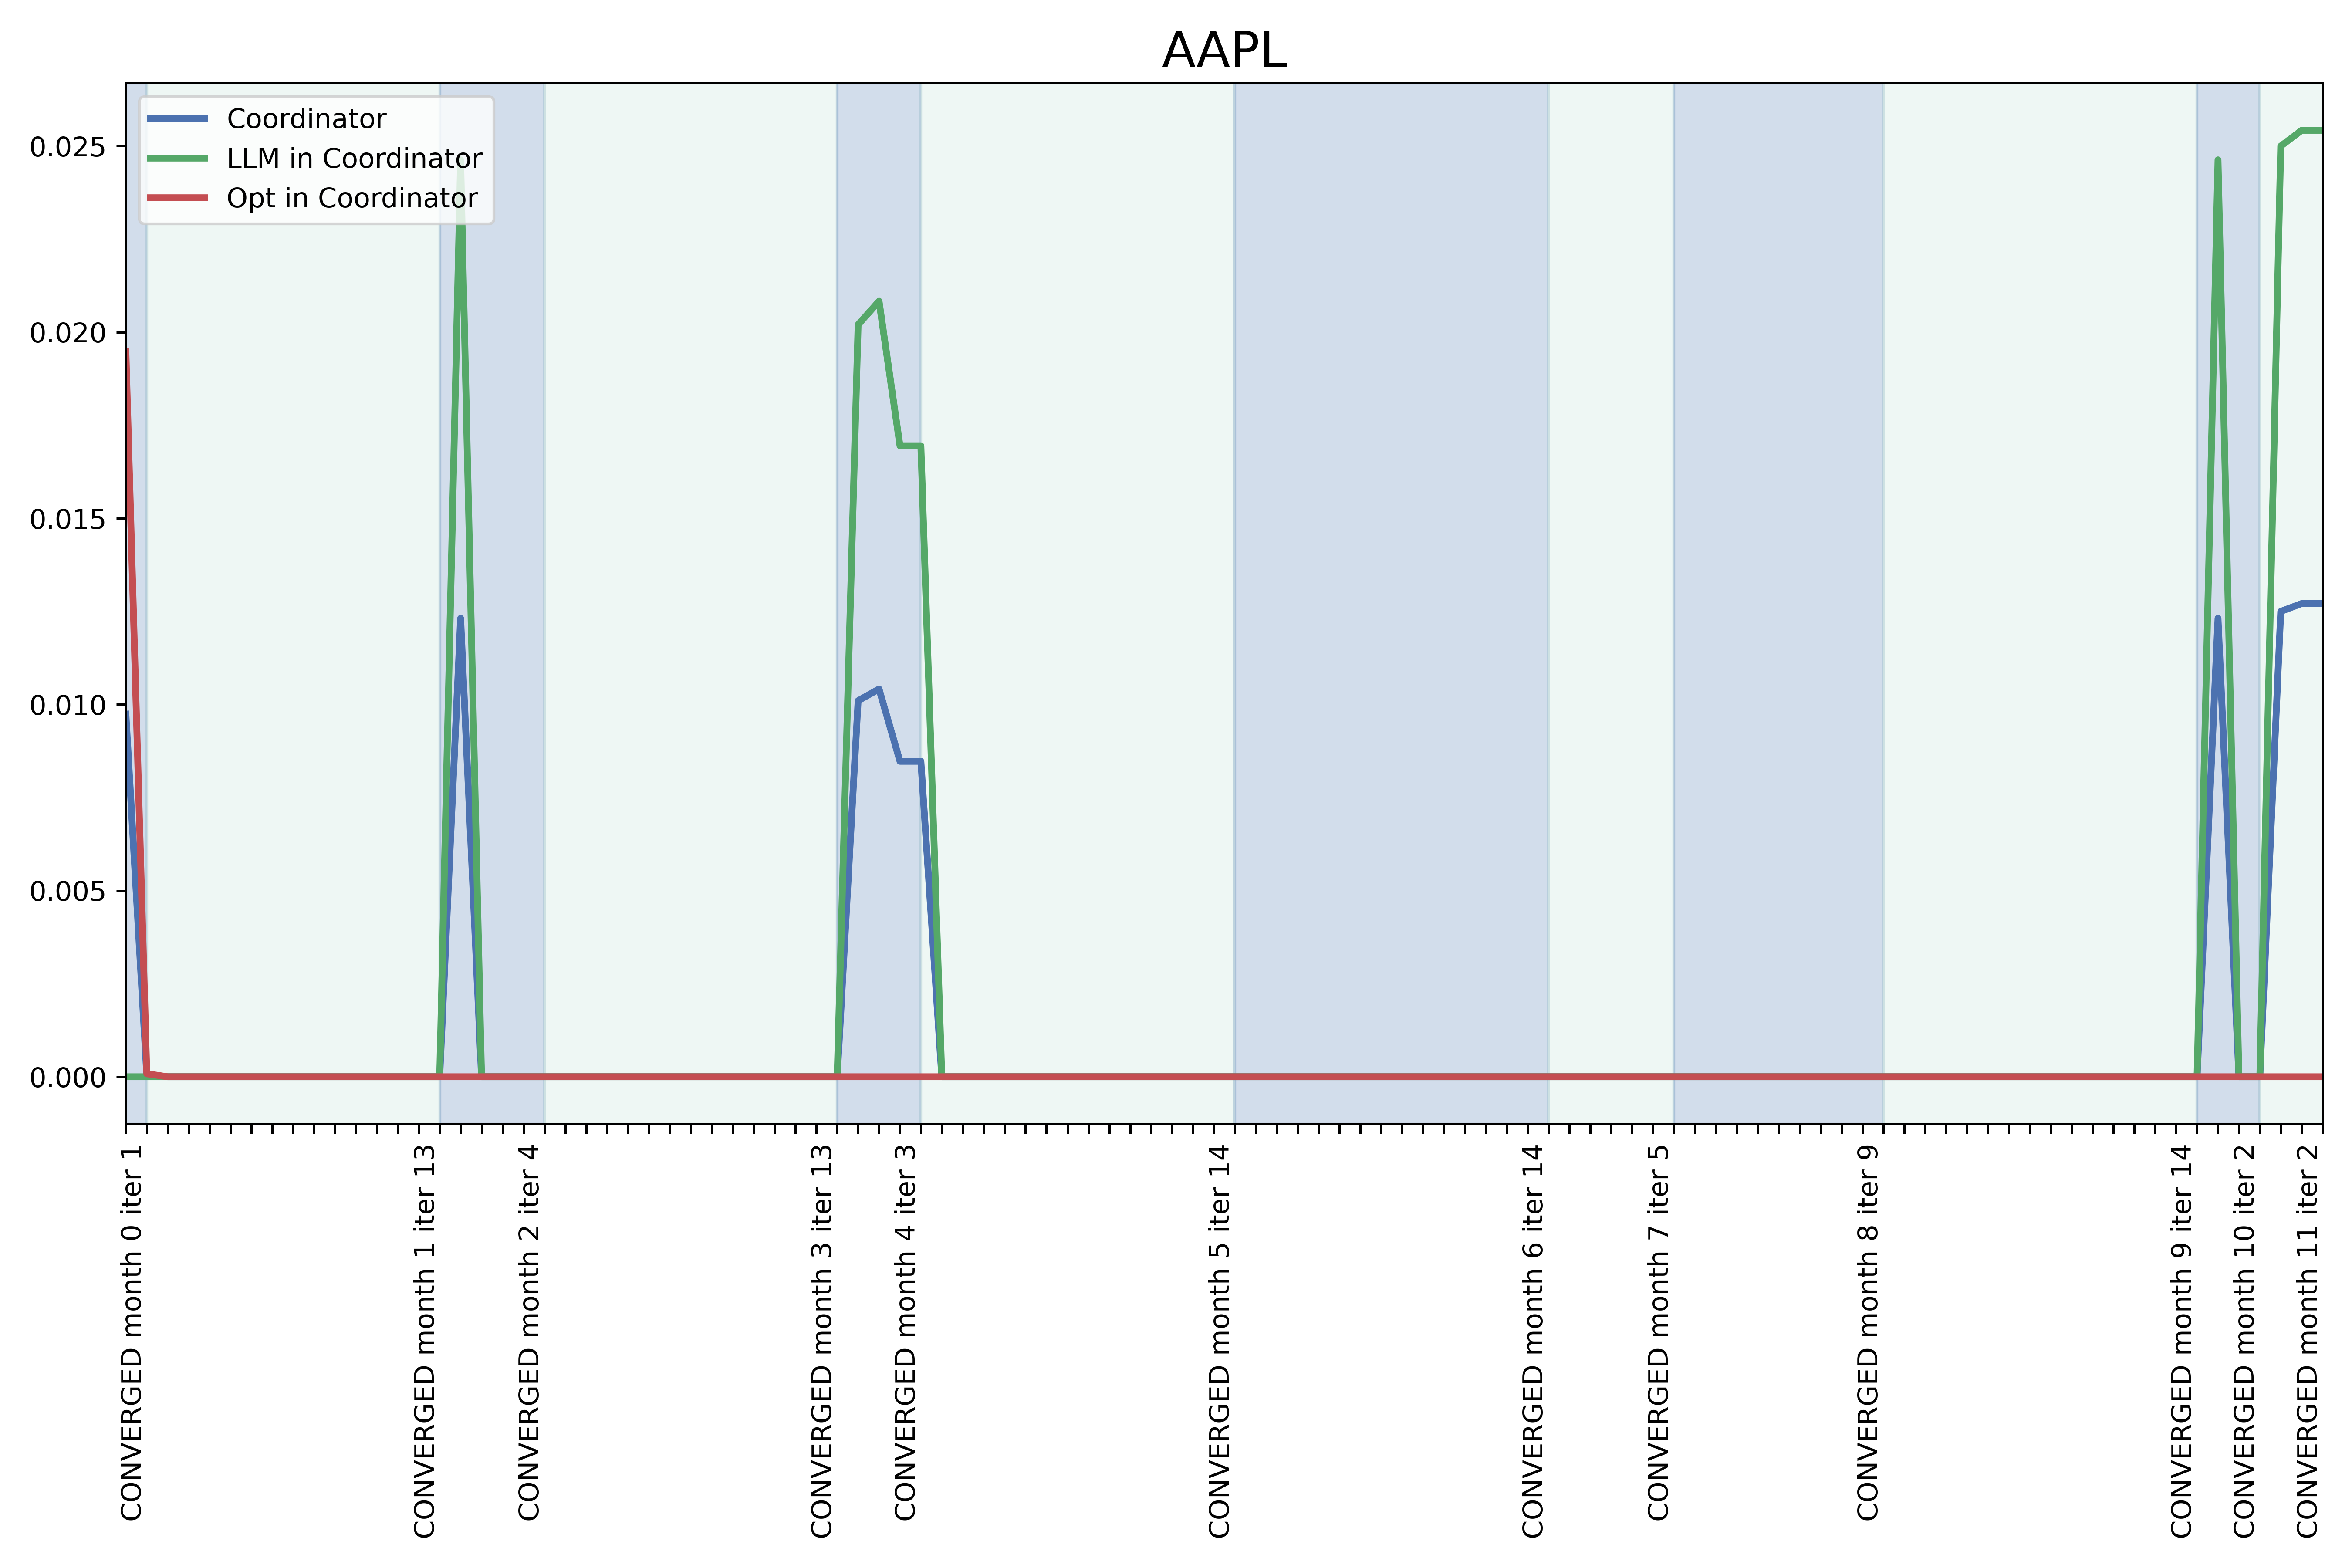 AAPL
Coordinator
LLM in Coordinator
Opt in Coordinator
0.025
0.020
0.015
0.010
0.005
0.000
CONVERGED month 0 iter 1
CONVERGED month 1 iter 13
CONVERGED month 2 iter 4
CONVERGED month 3 iter 13
CONVERGED month 4 iter 3
CONVERGED month 5 iter 14
CONVERGED month 6 iter 14
CONVERGED month 7 iter 5
CONVERGED month 8 iter 9
CONVERGED month 9 iter 14
CONVERGED month 10 iter 2
CONVERGED month 11 iter 2